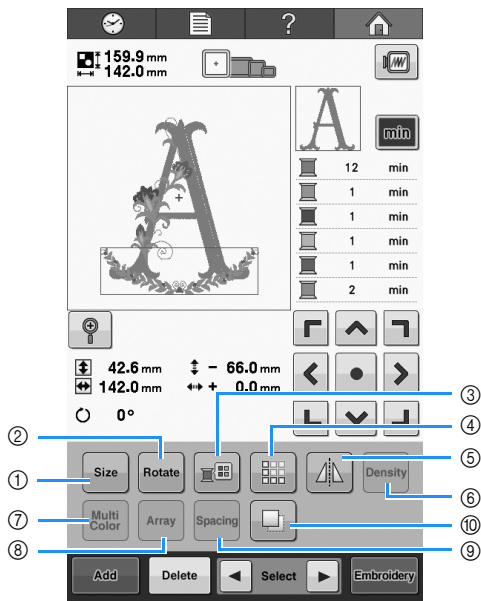 ?
159.9 mm
142.0 mm
A
min
12 min
1 min
1 min
1 min
1 min
2 min
42.6 mm – 66.0 mm
142.0 mm + 0.0 mm
0°
③
② ④
Size Rotate Density ⑤
① ⑥
⑦ Multi Color Array Spacing ⑩
⑧ ⑨
Add Delete Select Embroidery